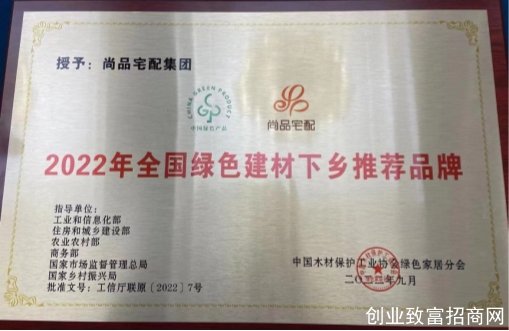 授予：尚品宅配集团
CHINA GREEN PRODUCT
中国绿色产品
尚品宅配
2022年全国绿色建材下乡推荐品牌
指导单位：
工业和信息化部
住房和城乡建设部
农业农村部
商务部
国家市场监督管理总局
国家乡村振兴局
批准文号：工信厅联原［2022］7号
中国木材保护工业协会绿色家居分会
二〇二二年九月
创业致富招商网